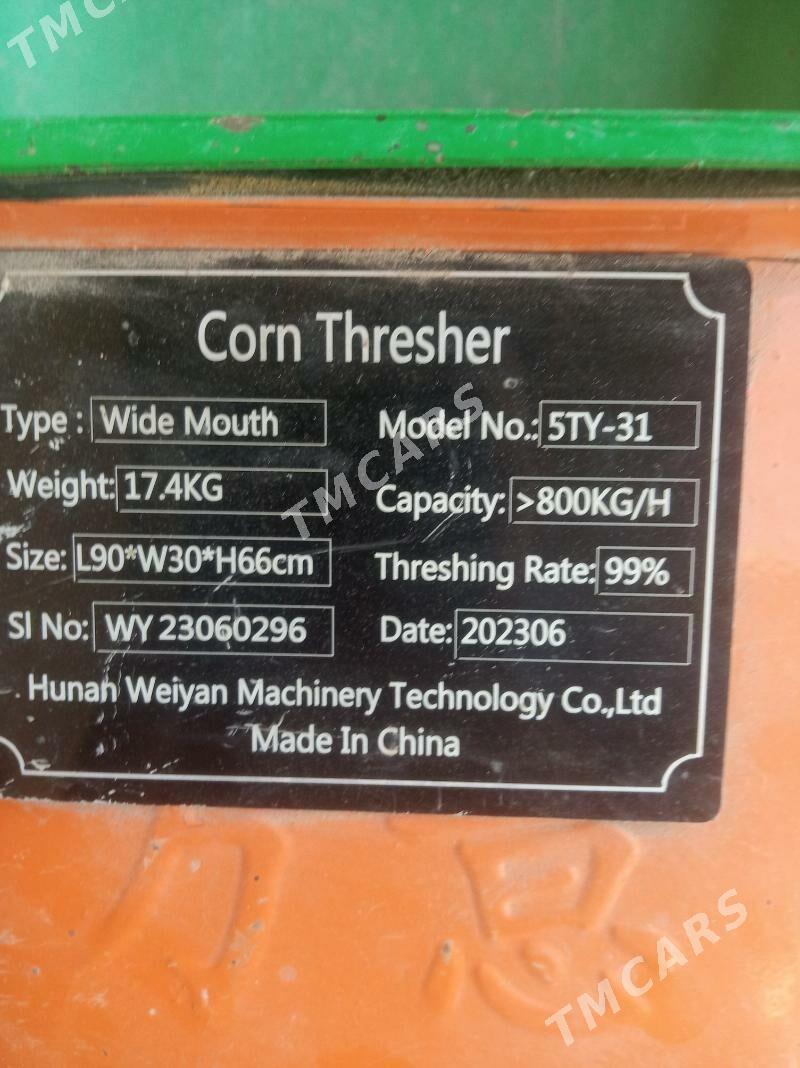 TMCARS
Corn Thresher
Type: Wide Mouth Model No.: 5TY-31
Weight: 17.4KG Capacity: >800KG/H
TMCARS
Size: L90*W30*H66cm Threshing Rate: 99%
Sl No: WY 23060296 Date: 202306
Hunan Weiyan Machinery Technology Co.,Ltd
Made In China
TMCARS